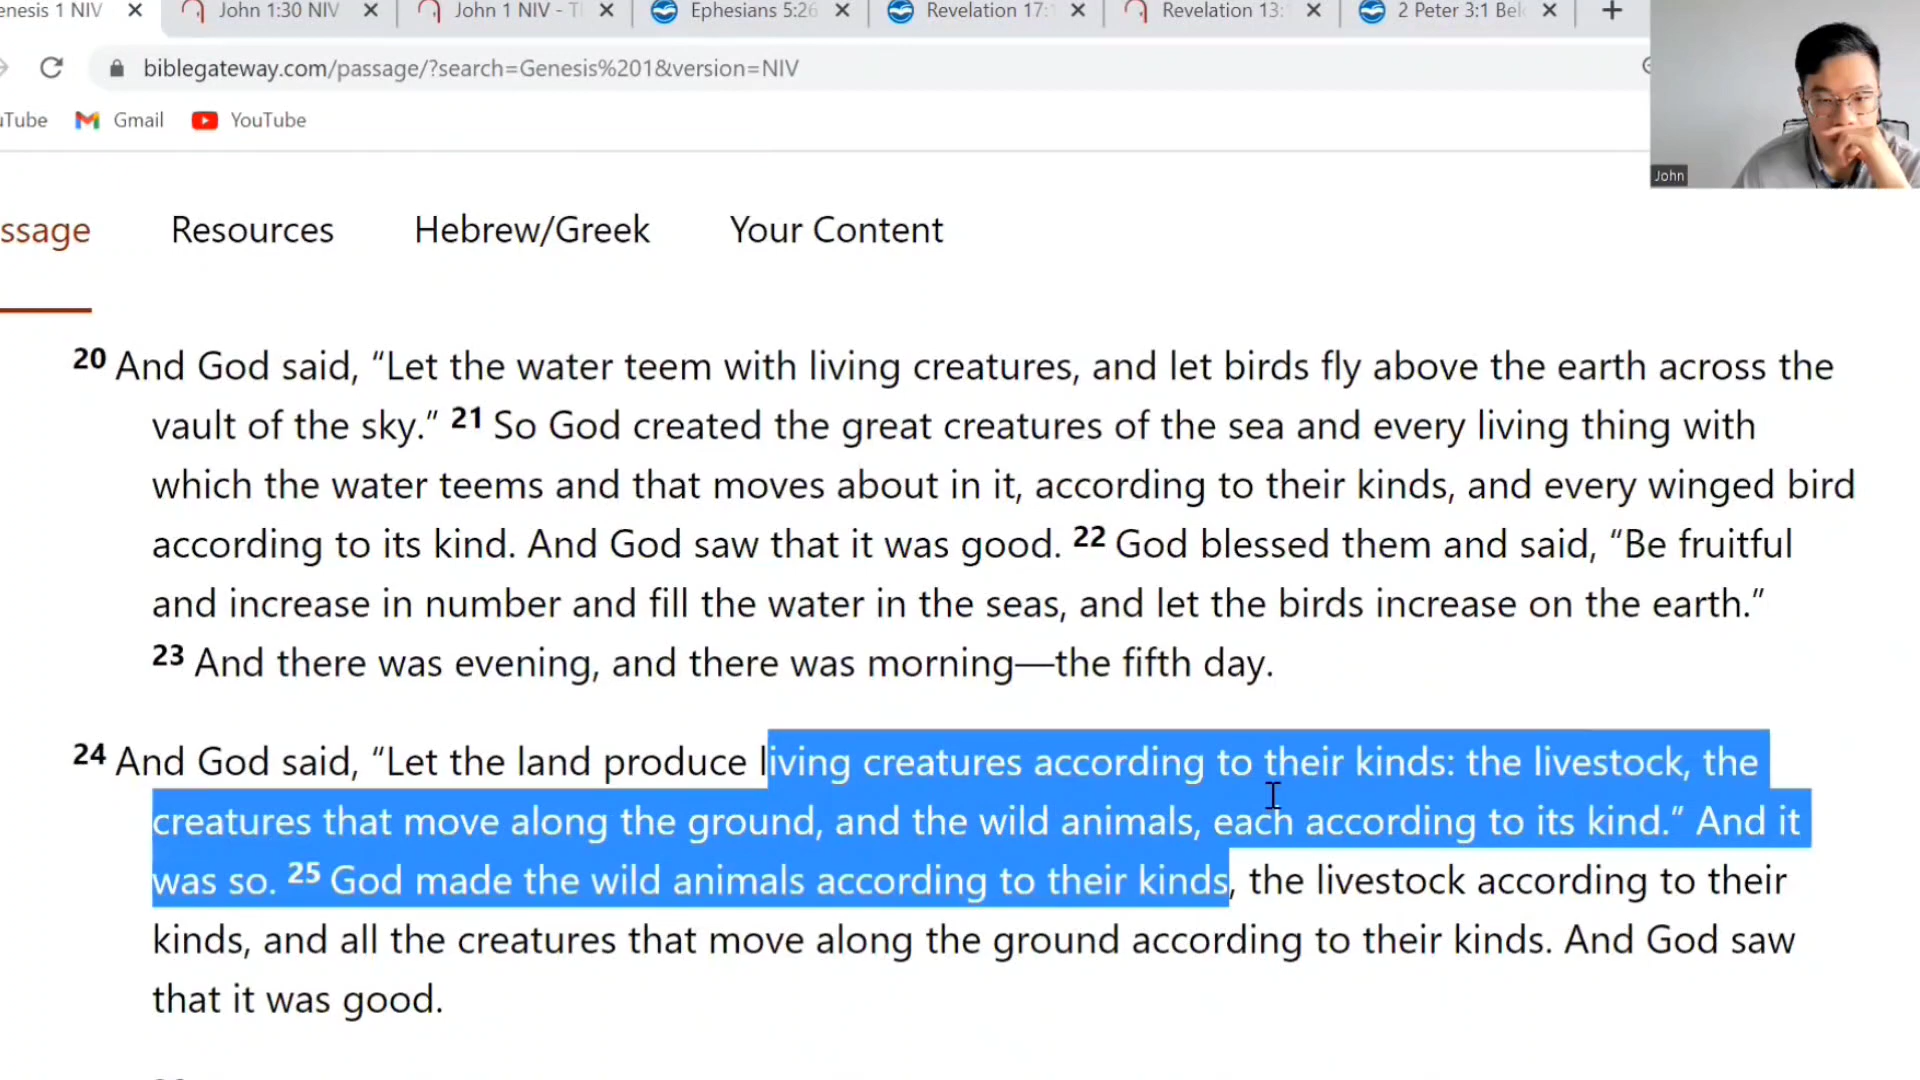 enesis 1 NIV
John 1:30 NIV
John 1 NIV - T
Ephesians 5:26
Revelation 17:
Revelation 13:
2 Peter 3:1 Bel
biblegateway.com/passage/?search=Genesis%201&version=NIV
uTube Gmail YouTube
John
ssage Resources Hebrew/Greek Your Content
20 And God said, “Let the water teem with living creatures, and let birds fly above the earth across the
vault of the sky.” 21 So God created the great creatures of the sea and every living thing with
which the water teems and that moves about in it, according to their kinds, and every winged bird
according to its kind. And God saw that it was good. 22 God blessed them and said, “Be fruitful
and increase in number and fill the water in the seas, and let the birds increase on the earth.”
23 And there was evening, and there was morning—the fifth day.
24 And God said, “Let the land produce living creatures according to their kinds: the livestock, the
creatures that move along the ground, and the wild animals, each according to its kind.” And it
was so. 25 God made the wild animals according to their kinds, the livestock according to their
kinds, and all the creatures that move along the ground according to their kinds. And God saw
that it was good.